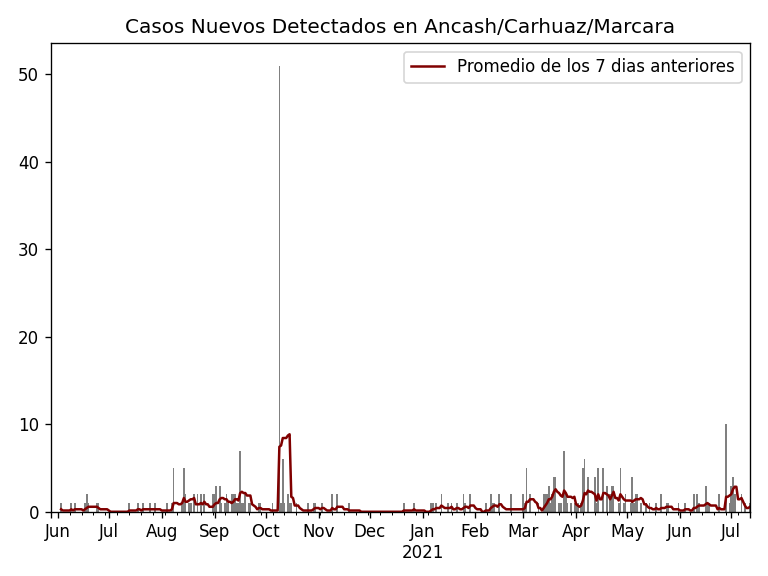 Casos Nuevos Detectados en Ancash/Carhuaz/Marcara
Promedio de los 7 dias anteriores
50
40
30
20
10
0
Jun Jul Aug Sep Oct Nov Dec Jan Feb Mar Apr May Jun Jul
2021